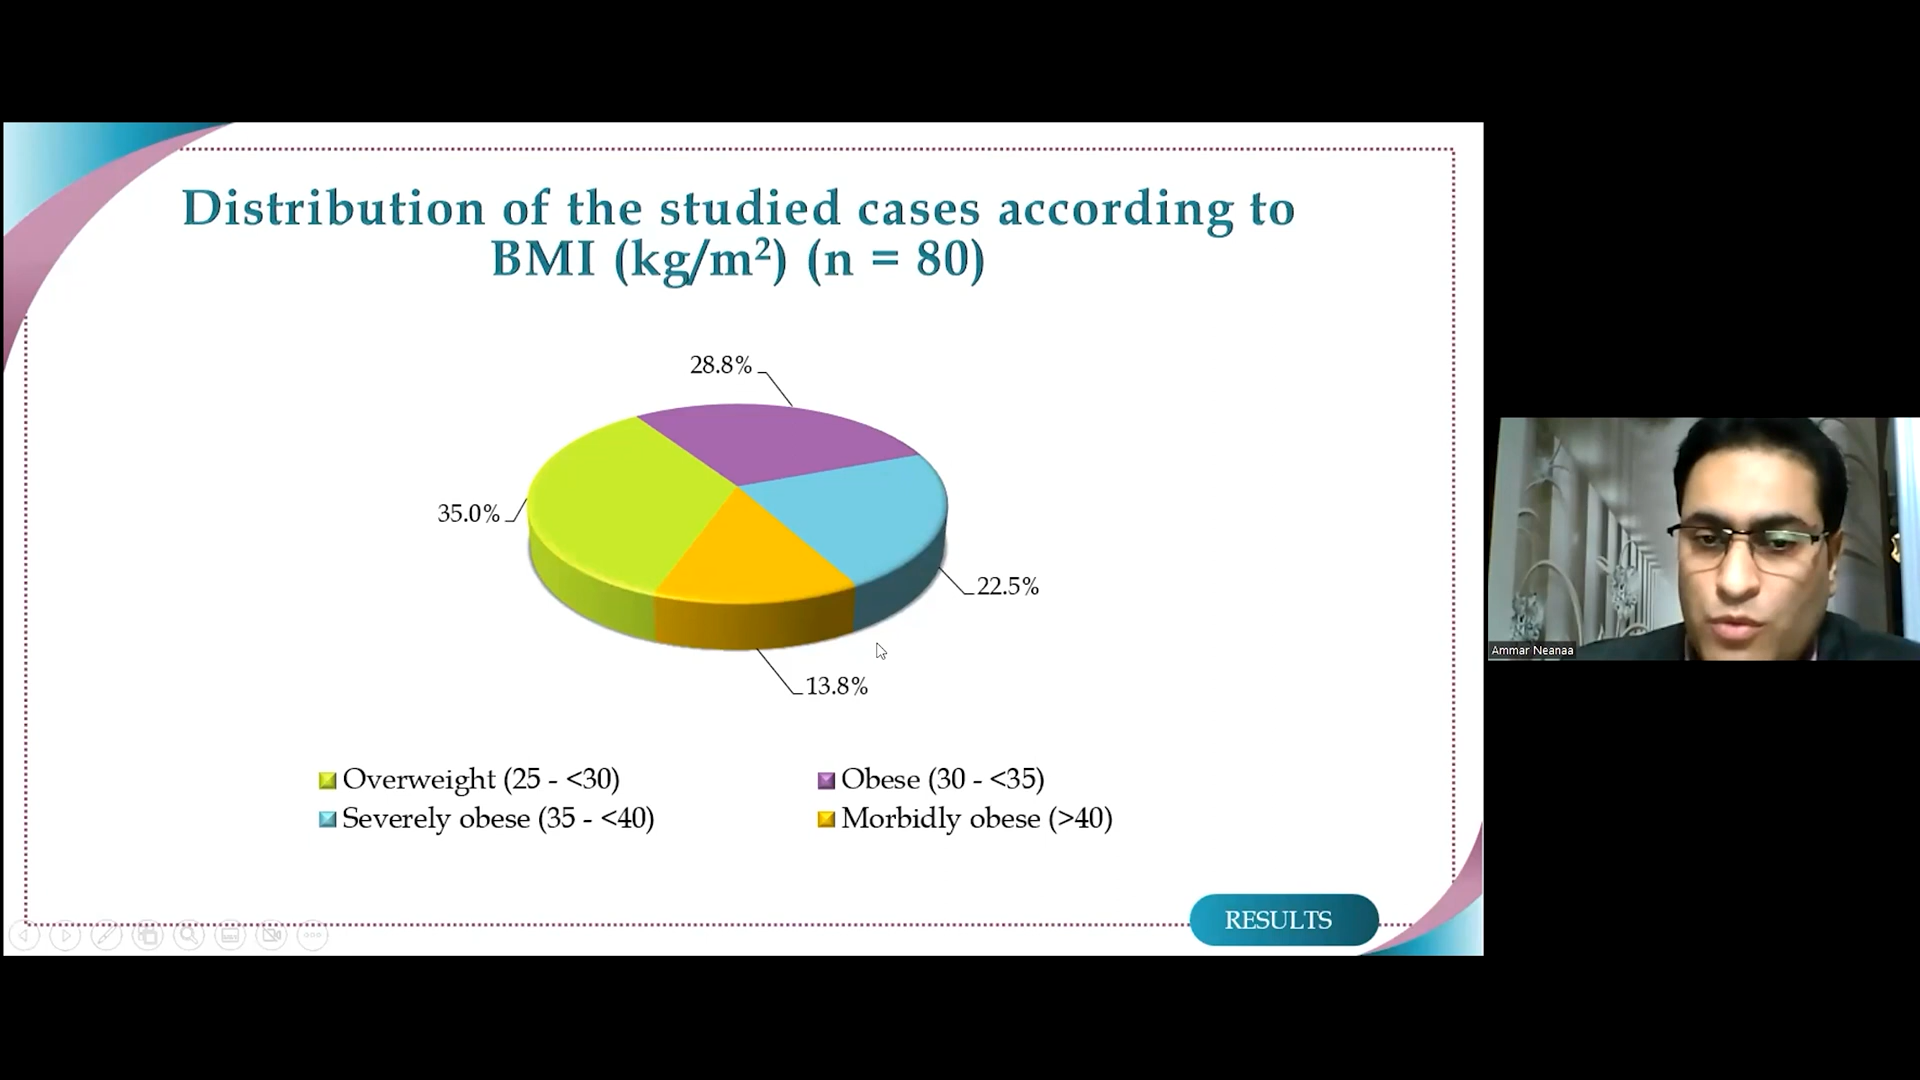 Distribution of the studied cases according to
BMI (kg/m²) (n = 80)
28.8%
35.0%
22.5%
13.8%
Overweight (25 - <30)
Obese (30 - <35)
Severely obese (35 - <40)
Morbidly obese (>40)
RESULTS
Ammar Neanaa